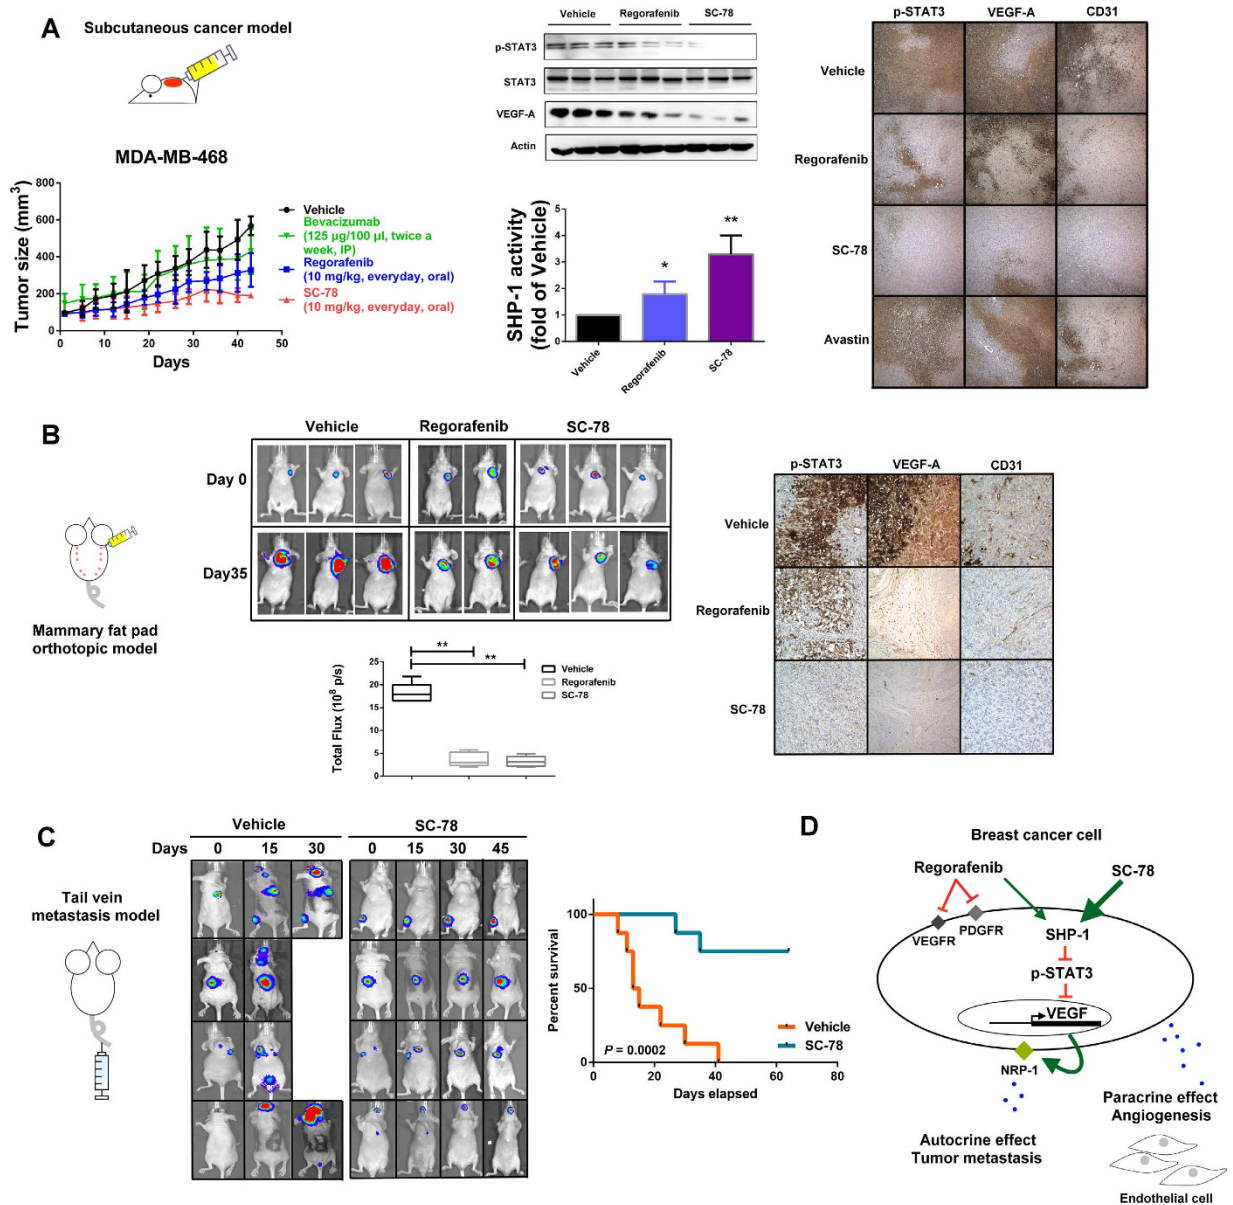 A
Subcutaneous cancer model
MDA-MB-468
Tumor size (mm³)
800
600
400
200
0
0 10 20 30 40 50
Days
Vehicle
Bevacizumab
(125 µg/100 µl, twice a
week, IP)
Regorafenib
(10 mg/kg, everyday, oral)
SC-78
(10 mg/kg, everyday, oral)
Vehicle Regorafenib SC-78
p-STAT3
STAT3
VEGF-A
Actin
SHP-1 activity
(fold of Vehicle)
5
4
3
2
1
0
*
**
Vehicle
Regorafenib
SC-78
p-STAT3 VEGF-A CD31
Vehicle
Regorafenib
SC-78
Avastin
B
Mammary fat pad
orthotopic model
Vehicle Regorafenib SC-78
Day 0
Day35
Total Flux (10⁸ p/s)
25
20
15
10
5
0
**
**
Vehicle
Regorafenib
SC-78
p-STAT3 VEGF-A CD31
Vehicle
Regorafenib
SC-78
C
Tail vein
metastasis model
Vehicle SC-78
Days 0 15 30 0 15 30 45
Percent survival
100
50
0
0 20 40 60 80
Days elapsed
P = 0.0002
Vehicle
SC-78
D
Breast cancer cell
Regorafenib
SC-78
VEGFR
PDGFR
SHP-1
p-STAT3
VEGF
NRP-1
Autocrine effect
Tumor metastasis
Paracrine effect
Angiogenesis
Endothelial cell